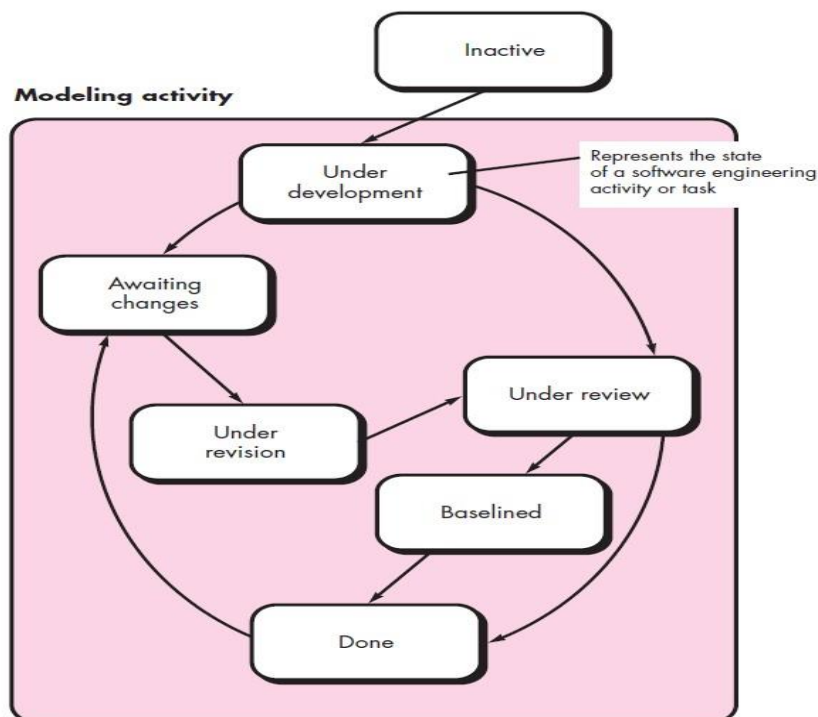 Inactive
Modeling activity
Under
development
Represents the state
of a software engineering
activity or task
Awaiting
changes
Under review
Under
revision
Baselined
Done